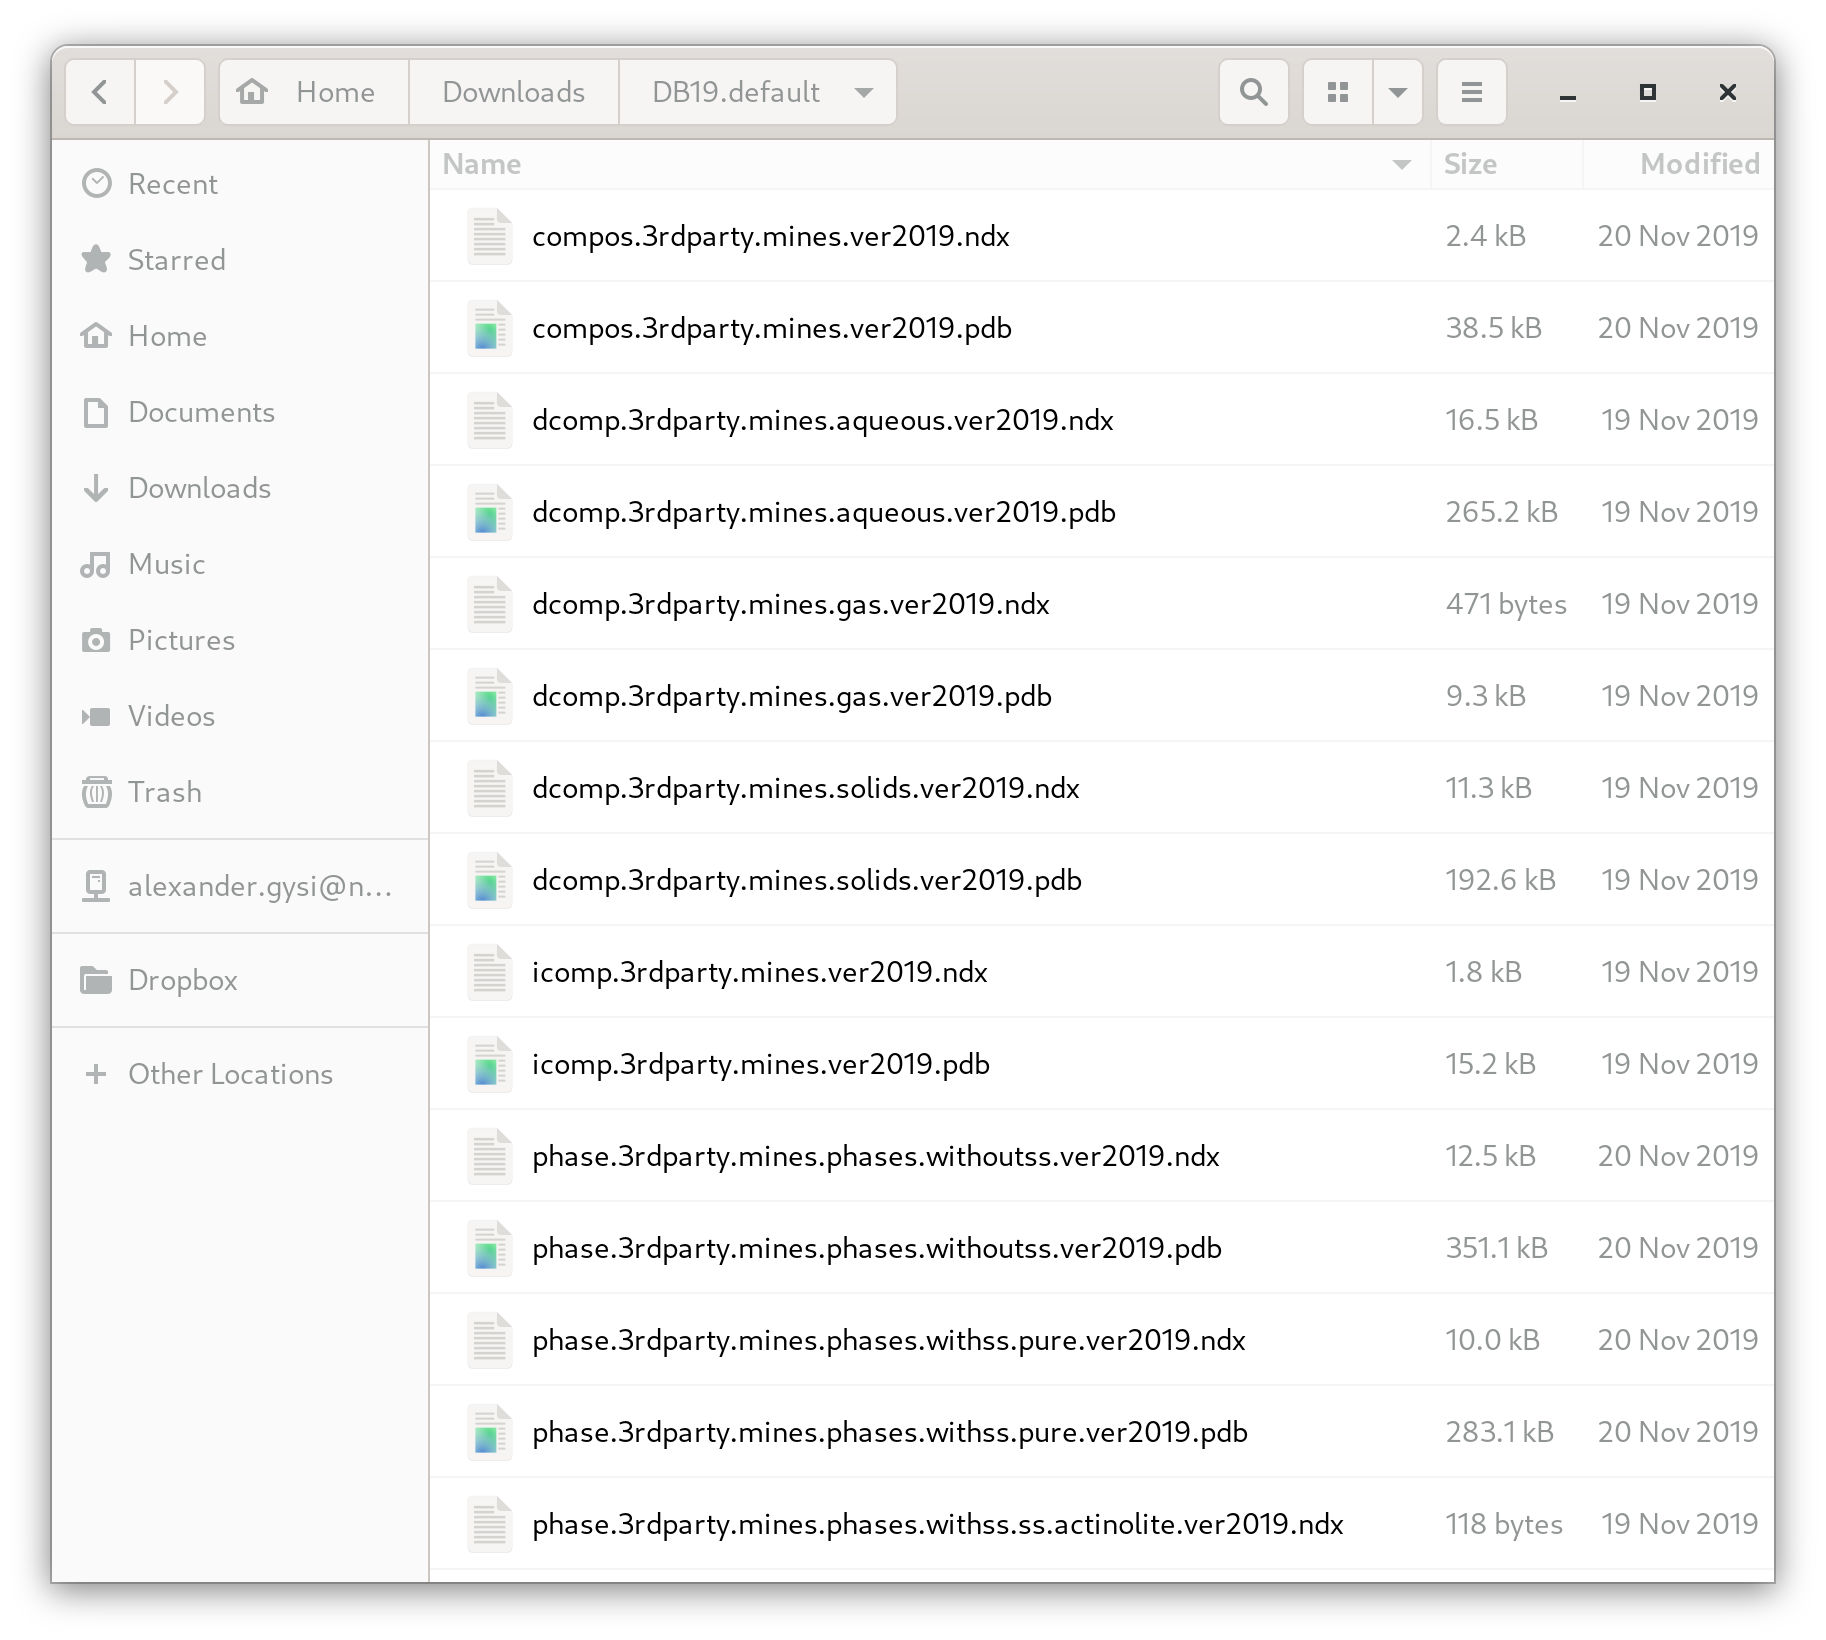 Home Downloads DB19.default
Recent
Starred
Home
Documents
Downloads
Music
Pictures
Videos
Trash
alexander.gysi@n...
Dropbox
Other Locations
Name Size Modified
compos.3rdparty.mines.ver2019.ndx 2.4 kB 20 Nov 2019
compos.3rdparty.mines.ver2019.pdb 38.5 kB 20 Nov 2019
dcomp.3rdparty.mines.aqueous.ver2019.ndx 16.5 kB 19 Nov 2019
dcomp.3rdparty.mines.aqueous.ver2019.pdb 265.2 kB 19 Nov 2019
dcomp.3rdparty.mines.gas.ver2019.ndx 471 bytes 19 Nov 2019
dcomp.3rdparty.mines.gas.ver2019.pdb 9.3 kB 19 Nov 2019
dcomp.3rdparty.mines.solids.ver2019.ndx 11.3 kB 19 Nov 2019
dcomp.3rdparty.mines.solids.ver2019.pdb 192.6 kB 19 Nov 2019
icomp.3rdparty.mines.ver2019.ndx 1.8 kB 19 Nov 2019
icomp.3rdparty.mines.ver2019.pdb 15.2 kB 19 Nov 2019
phase.3rdparty.mines.phases.withoutss.ver2019.ndx 12.5 kB 20 Nov 2019
phase.3rdparty.mines.phases.withoutss.ver2019.pdb 351.1 kB 20 Nov 2019
phase.3rdparty.mines.phases.withss.pure.ver2019.ndx 10.0 kB 20 Nov 2019
phase.3rdparty.mines.phases.withss.pure.ver2019.pdb 283.1 kB 20 Nov 2019
phase.3rdparty.mines.phases.withss.ss.actinolite.ver2019.ndx 118 bytes 19 Nov 2019